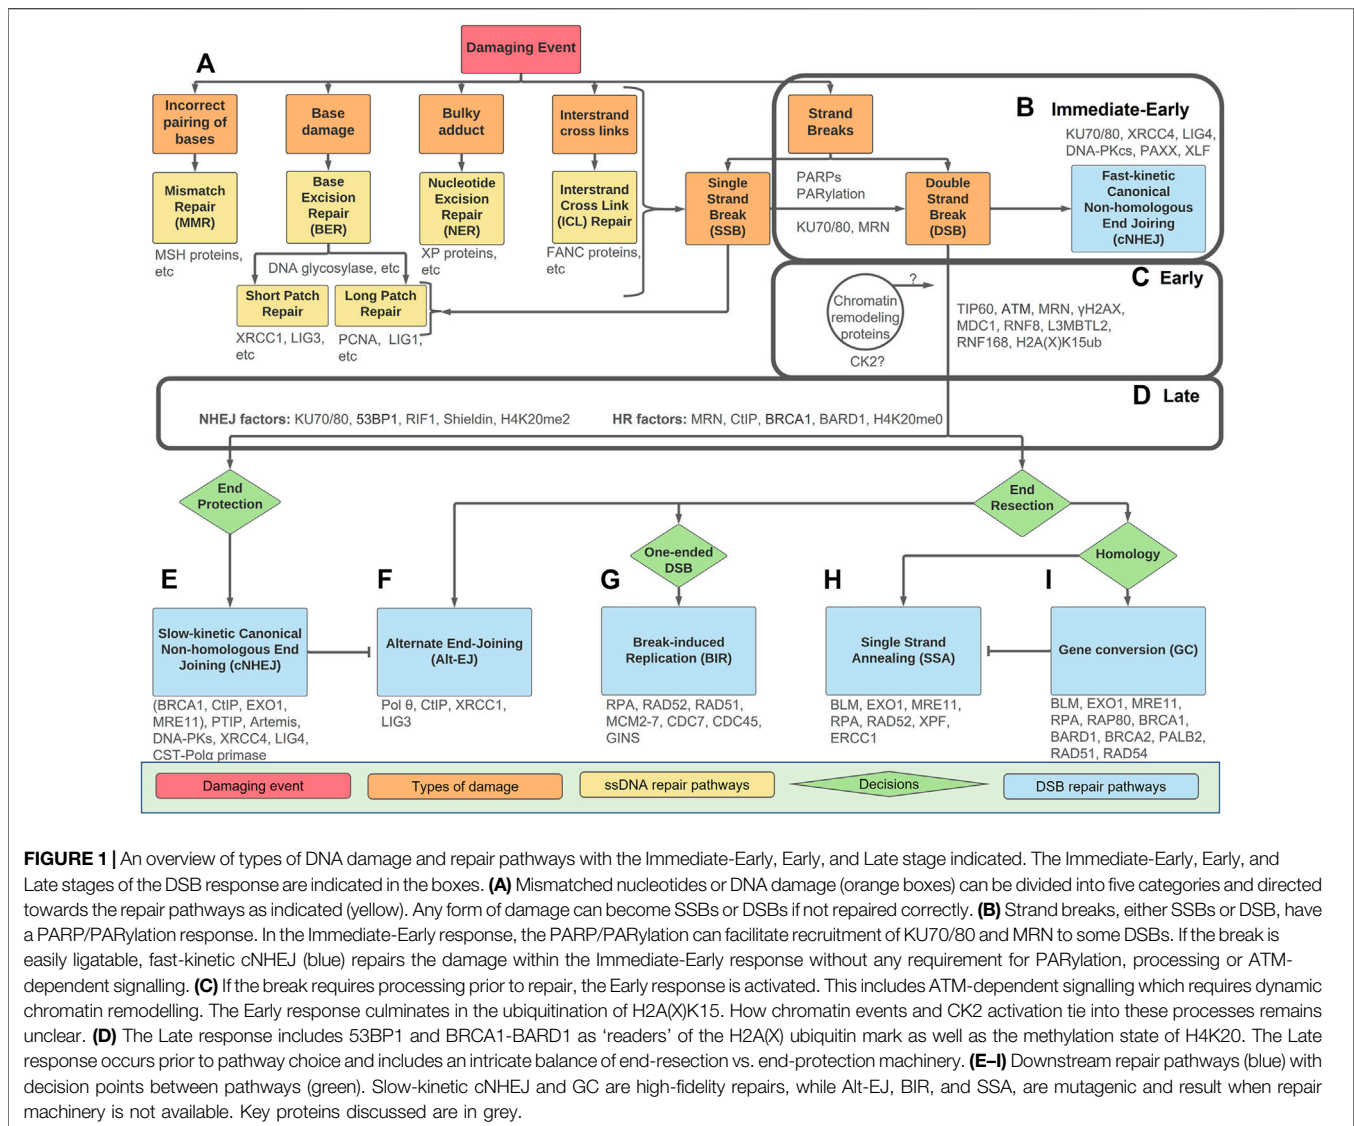 Damaging Event
A
Incorrect
pairing of
bases
Base
damage
Bulky
adduct
Interstrand
cross links
Strand
Breaks
B
Immediate-Early
KU70/80, XRCC4, LIG4,
DNA-PKcs, PAXX, XLF
Mismatch
Repair
(MMR)
Base
Excision
Repair
(BER)
Nucleotide
Excision
Repair
(NER)
Interstrand
Cross Link
(ICL) Repair
Single
Strand
Break
(SSB)
PARPs
PARylation
KU70/80, MRN
Double
Strand
Break
(DSB)
Fast-kinetic
Canonical
Non-homologous
End Joiring
(cNHEJ)
MSH proteins,
etc
DNA glycosylase, etc
XP proteins,
etc
FANC proteins,
etc
Short Patch
Repair
Long Patch
Repair
XRCC1, LIG3,
etc
PCNA, LIG1,
etc
C
Early
?
Chromatin
remodeling
proteins
CK2?
TIP60, ATM, MRN, γH2AX,
MDC1, RNF8, L3MBTL2,
RNF168, H2A(X)K15ub
D
Late
NHEJ factors: KU70/80, 53BP1, RIF1, Shieldin, H4K20me2
HR factors: MRN, CtIP, BRCA1, BARD1, H4K20me0
End
Protection
End
Resection
One-ended
DSB
Homology
E
F
G
H
I
Slow-kinetic Canonical
Non-homologous End
Joining (cNHEJ)
Alternate End-Joining
(Alt-EJ)
Break-induced
Replication (BIR)
Single Strand
Annealing (SSA)
Gene conversion (GC)
(BRCA1, CtIP, EXO1,
MRE11), PTIP, Artemis,
DNA-PKs, XRCC4, LIG4,
CST-Polα primase
Pol θ, CtIP, XRCC1,
LIG3
RPA, RAD52, RAD51,
MCM2-7, CDC7, CDC45,
GINS
BLM, EXO1, MRE11,
RPA, RAD52, XPF,
ERCC1
BLM, EXO1, MRE11,
RPA, RAP80, BRCA1,
BARD1, BRCA2, PALB2,
RAD51, RAD54
Damaging event
Types of damage
ssDNA repair pathways
Decisions
DSB repair pathways
FIGURE 1 | An overview of types of DNA damage and repair pathways with the Immediate-Early, Early, and Late stage indicated. The Immediate-Early, Early, and
Late stages of the DSB response are indicated in the boxes. (A) Mismatched nucleotides or DNA damage (orange boxes) can be divided into five categories and directed
towards the repair pathways as indicated (yellow). Any form of damage can become SSBs or DSBs if not repaired correctly. (B) Strand breaks, either SSBs or DSB, have
a PARP/PARylation response. In the Immediate-Early response, the PARP/PARylation can facilitate recruitment of KU70/80 and MRN to some DSBs. If the break is
easily ligatable, fast-kinetic cNHEJ (blue) repairs the damage within the Immediate-Early response without any requirement for PARylation, processing or ATM-
dependent signalling. (C) If the break requires processing prior to repair, the Early response is activated. This includes ATM-dependent signalling which requires dynamic
chromatin remodelling. The Early response culminates in the ubiquitination of H2A(X)K15. How chromatin events and CK2 activation tie into these processes remains
unclear. (D) The Late response includes 53BP1 and BRCA1-BARD1 as ‘readers’ of the H2A(X) ubiquitin mark as well as the methylation state of H4K20. The Late
response occurs prior to pathway choice and includes an intricate balance of end-resection vs. end-protection machinery. (E–I) Downstream repair pathways (blue) with
decision points between pathways (green). Slow-kinetic cNHEJ and GC are high-fidelity repairs, while Alt-EJ, BIR, and SSA, are mutagenic and result when repair
machinery is not available. Key proteins discussed are in grey.